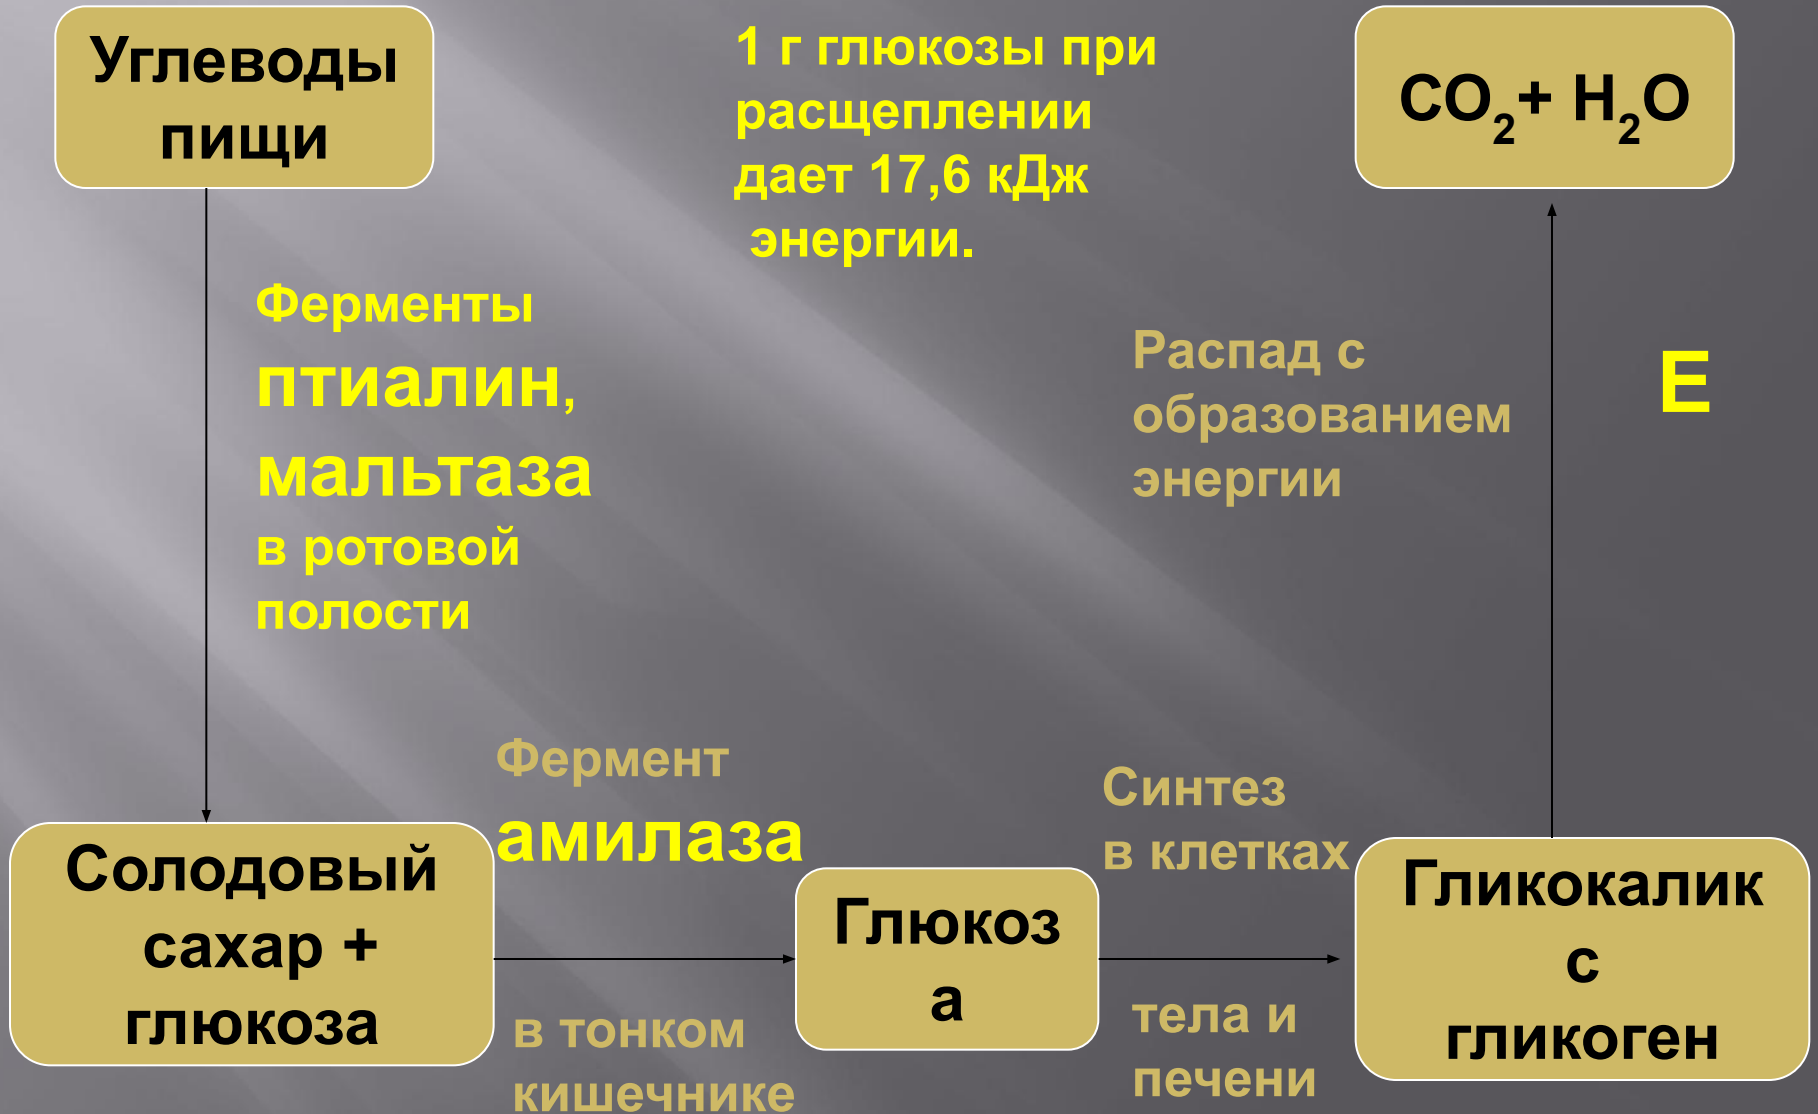 Углеводы
пищи
1 г глюкозы при
расщеплении
дает 17,6 кДж
энергии.
CO2+ H2O
Ферменты
птиалин,
мальтаза
в ротовой
полости
Распад с
образованием
энергии
Е
Солодовый
сахар +
глюкоза
Фермент
амилаза
в тонком
кишечнике
Глюкоз
а
Синтез
в клетках
тела и
печени
Гликокалик
с
гликоген